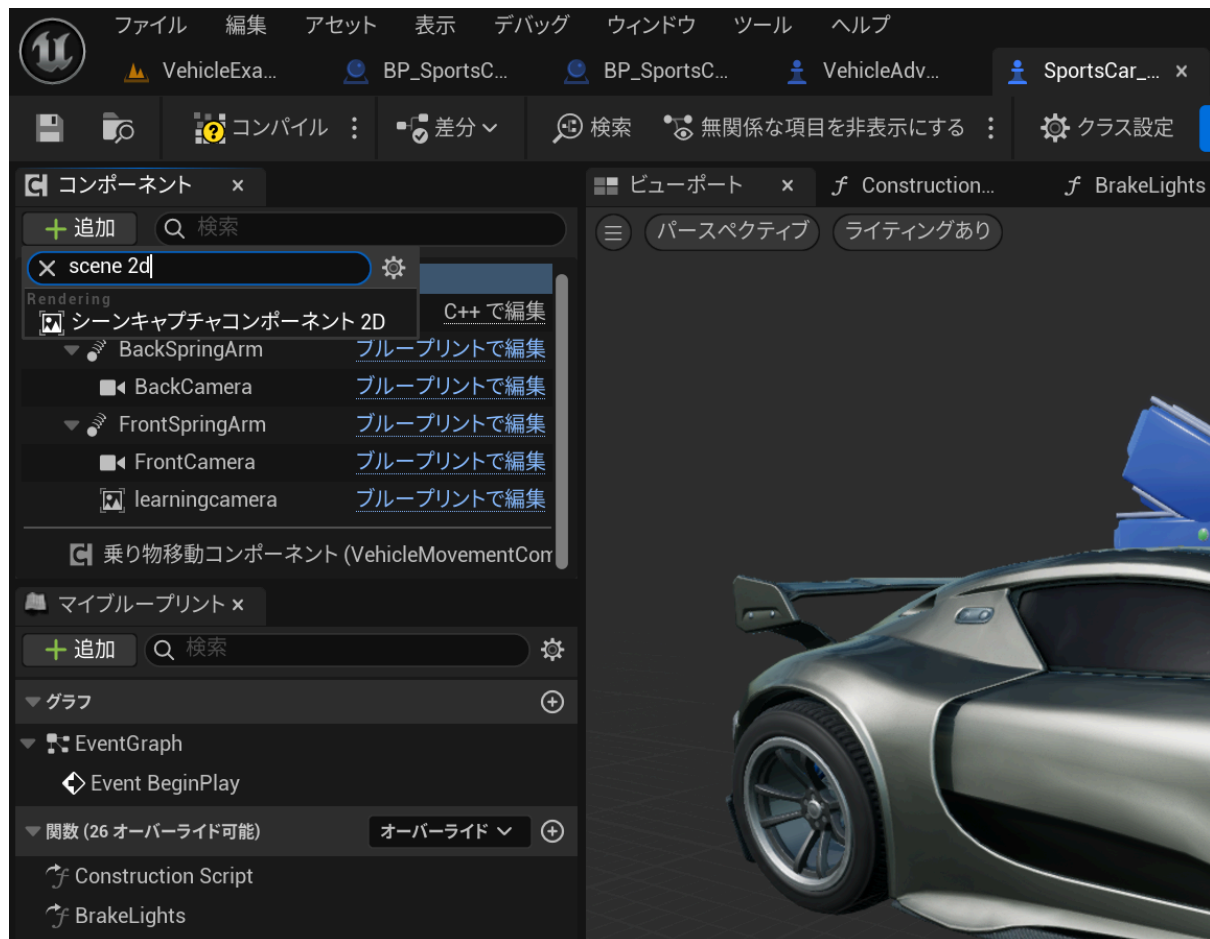 ファイル 編集 アセット 表示 デバッグ ウィンドウ ツール ヘルプ
VehicleExa... BP_SportsC... BP_SportsC... VehicleAdv... SportsCar_... ×
コンパイル 差分 検索 無関係な項目を非表示にする クラス設定
コンポーネント × ビューポート × Construction... BrakeLights
+ 追加 検索 パースペクティブ ライティングあり
scene 2d
Rendering
シーンキャプチャコンポーネント 2D C++ で編集
BackSpringArm ブループリントで編集
BackCamera ブループリントで編集
FrontSpringArm ブループリントで編集
FrontCamera ブループリントで編集
learningcamera ブループリントで編集
乗り物移動コンポーネント (VehicleMovementCom
マイブループリント ×
+ 追加 検索
グラフ
EventGraph
Event BeginPlay
関数 (26 オーバーライド可能) オーバーライド
Construction Script
BrakeLights